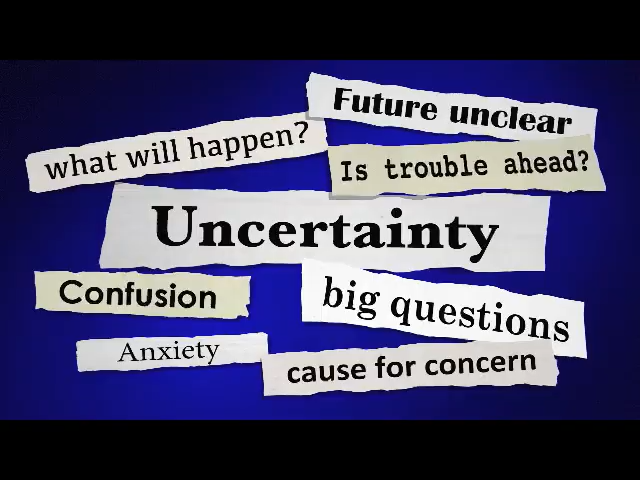 Future unclear
what will happen?
Is trouble ahead?
Uncertainty
Confusion
big questions
Anxiety
cause for concern